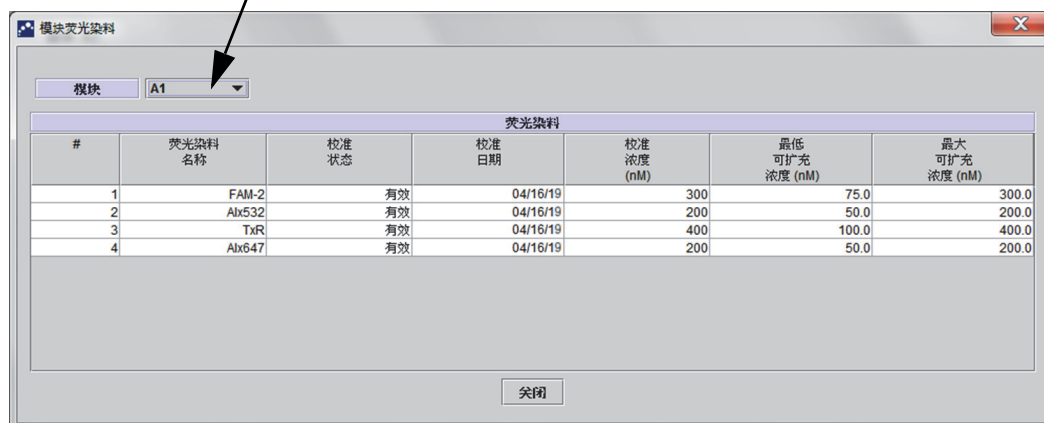 模块荧光染料
模块 A1
荧光染料
# 荧光染料名称 校准状态 校准日期 校准浓度 (nM) 最低可扩充浓度 (nM) 最大可扩充浓度 (nM)
1 FAM-2 有效 04/16/19 300 75.0 300.0
2 Alx532 有效 04/16/19 200 50.0 200.0
3 TxR 有效 04/16/19 400 100.0 400.0
4 Alx647 有效 04/16/19 200 50.0 200.0
关闭